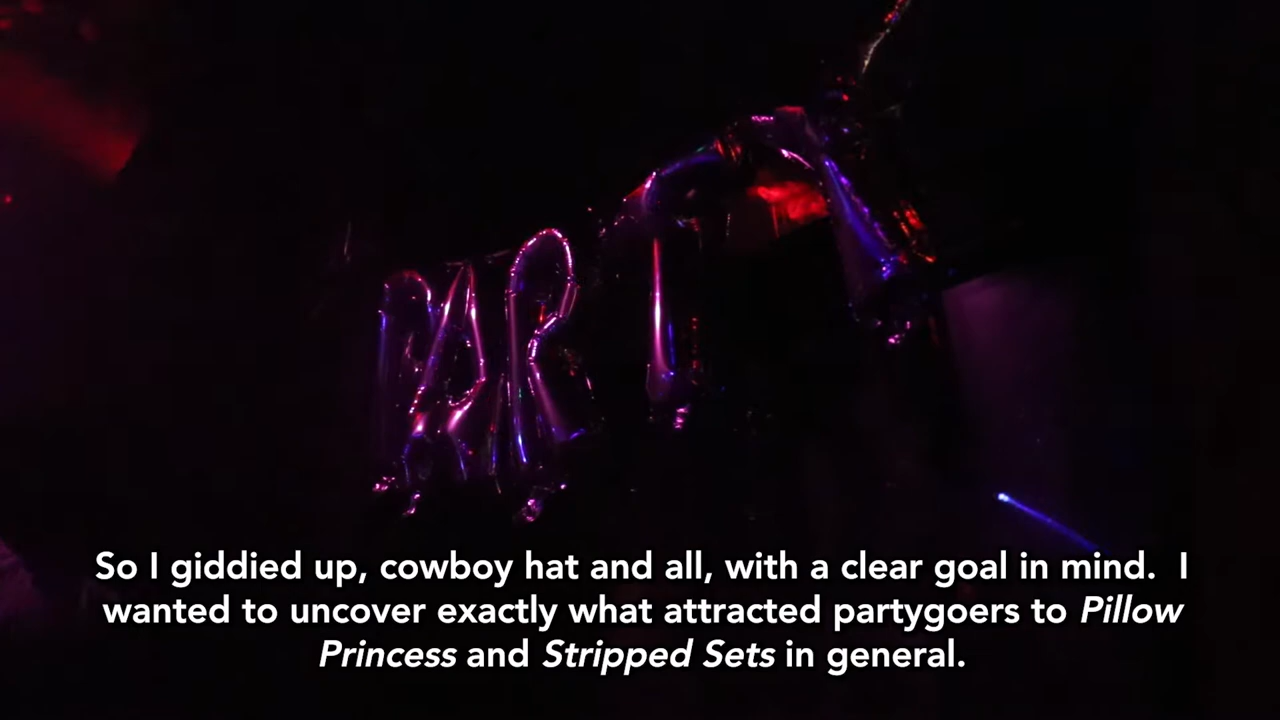 PART
So I giddied up, cowboy hat and all, with a clear goal in mind.  I
wanted to uncover exactly what attracted partygoers to Pillow
Princess and Stripped Sets in general.